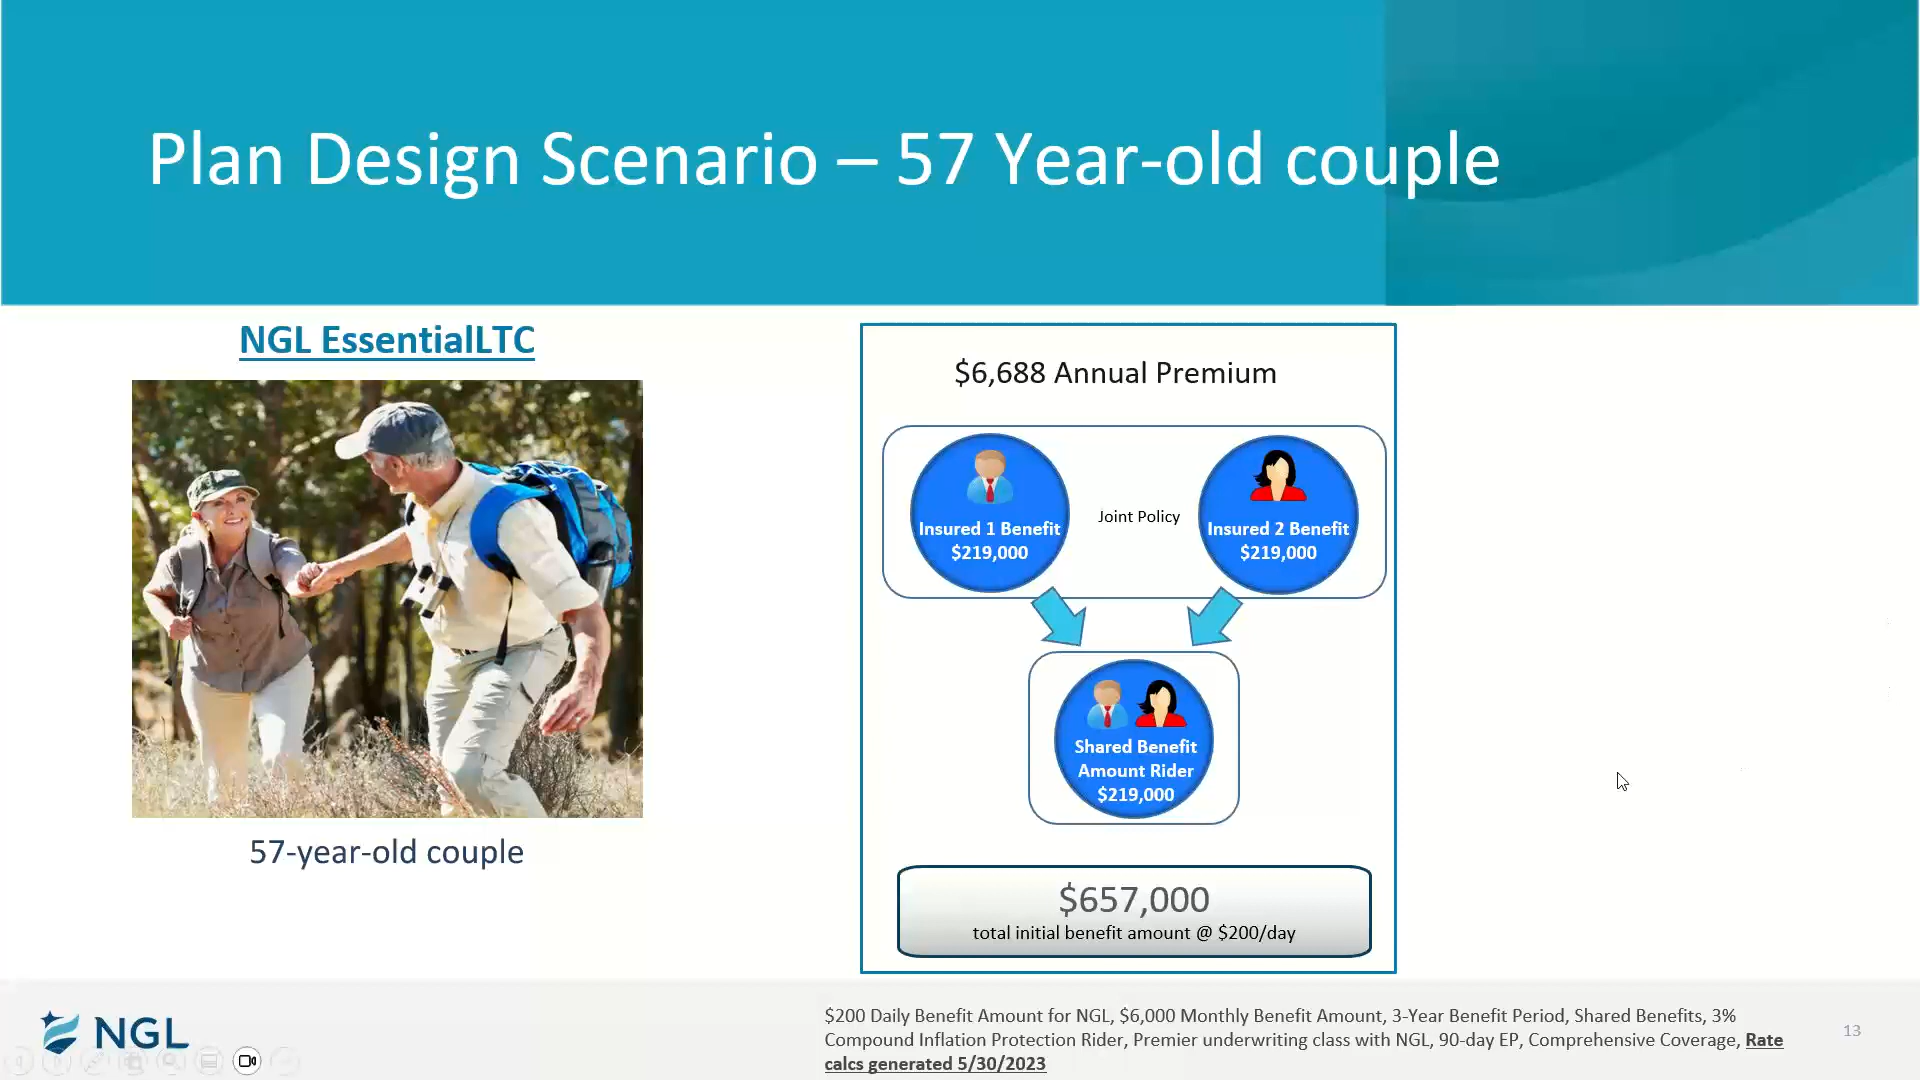 Plan Design Scenario – 57 Year-old couple
NGL EssentialLTC
57-year-old couple
$6,688 Annual Premium
Insured 1 Benefit
$219,000
Joint Policy
Insured 2 Benefit
$219,000
Shared Benefit
Amount Rider
$219,000
$657,000
total initial benefit amount @ $200/day
NGL
$200 Daily Benefit Amount for NGL, $6,000 Monthly Benefit Amount, 3-Year Benefit Period, Shared Benefits, 3%
Compound Inflation Protection Rider, Premier underwriting class with NGL, 90-day EP, Comprehensive Coverage, Rate
calcs generated 5/30/2023
13